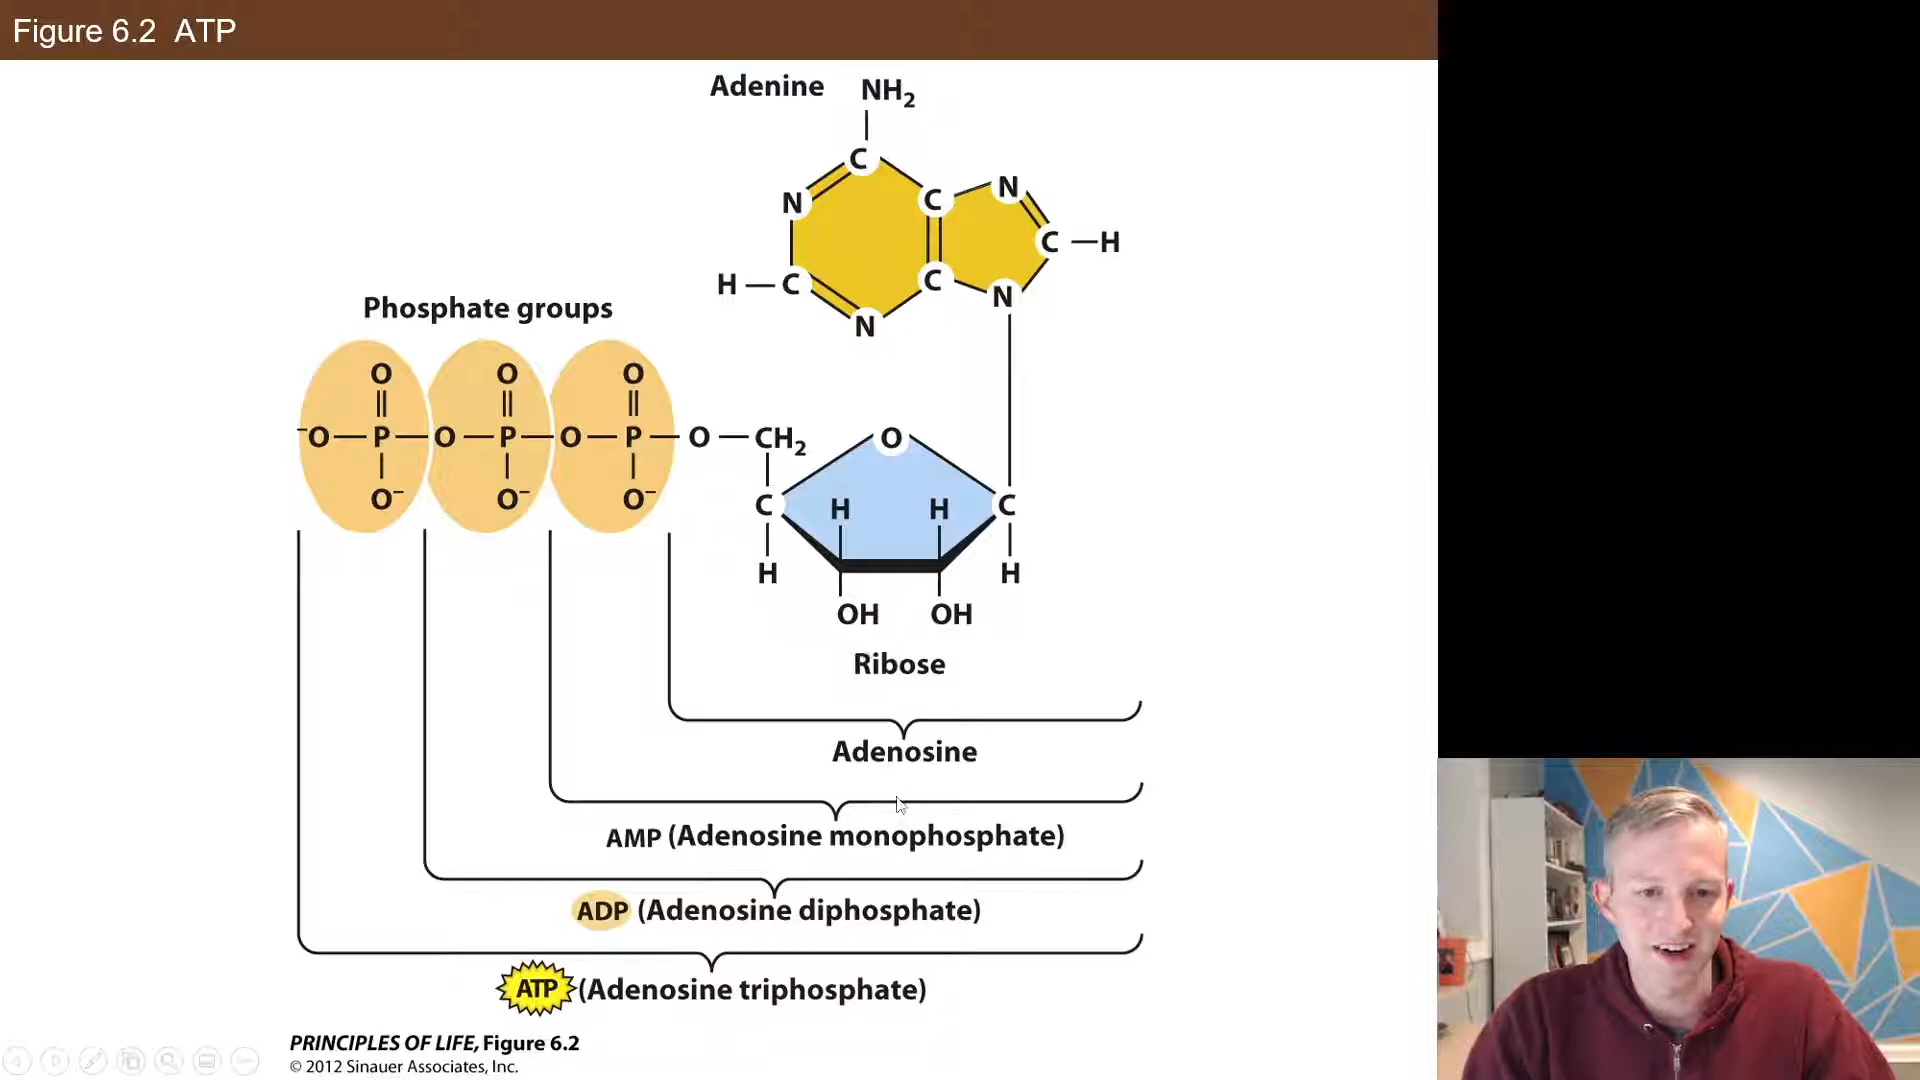 Figure 6.2 ATP
Adenine NH2
C
N C N
C — H
H — C C N
N
Phosphate groups
O O O
⁻O — P — O — P — O — P — O — CH2 O
O⁻ O⁻ O⁻
C H H C
H H
OH OH
Ribose
Adenosine
AMP (Adenosine monophosphate)
ADP (Adenosine diphosphate)
ATP (Adenosine triphosphate)
PRINCIPLES OF LIFE, Figure 6.2
© 2012 Sinauer Associates, Inc.